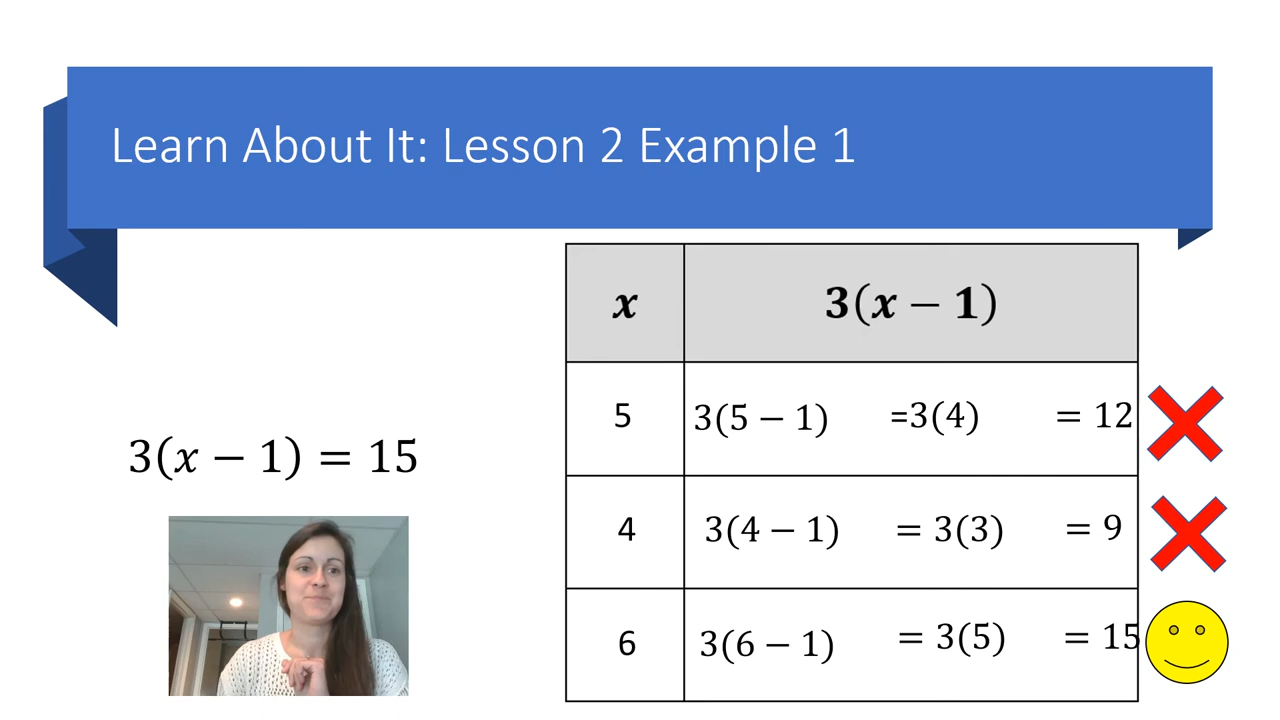 Learn About It: Lesson 2 Example 1
3(x − 1) = 15
x 3(x − 1)
5 3(5 − 1) =3(4) = 12
4 3(4 − 1) = 3(3) = 9
6 3(6 − 1) = 3(5) = 15